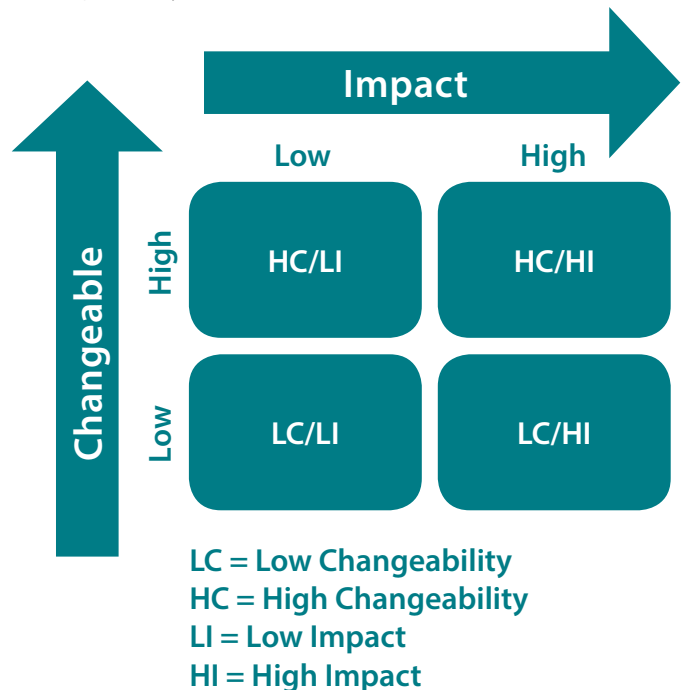 Impact
Low High
Changeable
High
HC/LI HC/HI
Low
LC/LI LC/HI
LC = Low Changeability
HC = High Changeability
LI = Low Impact
HI = High Impact